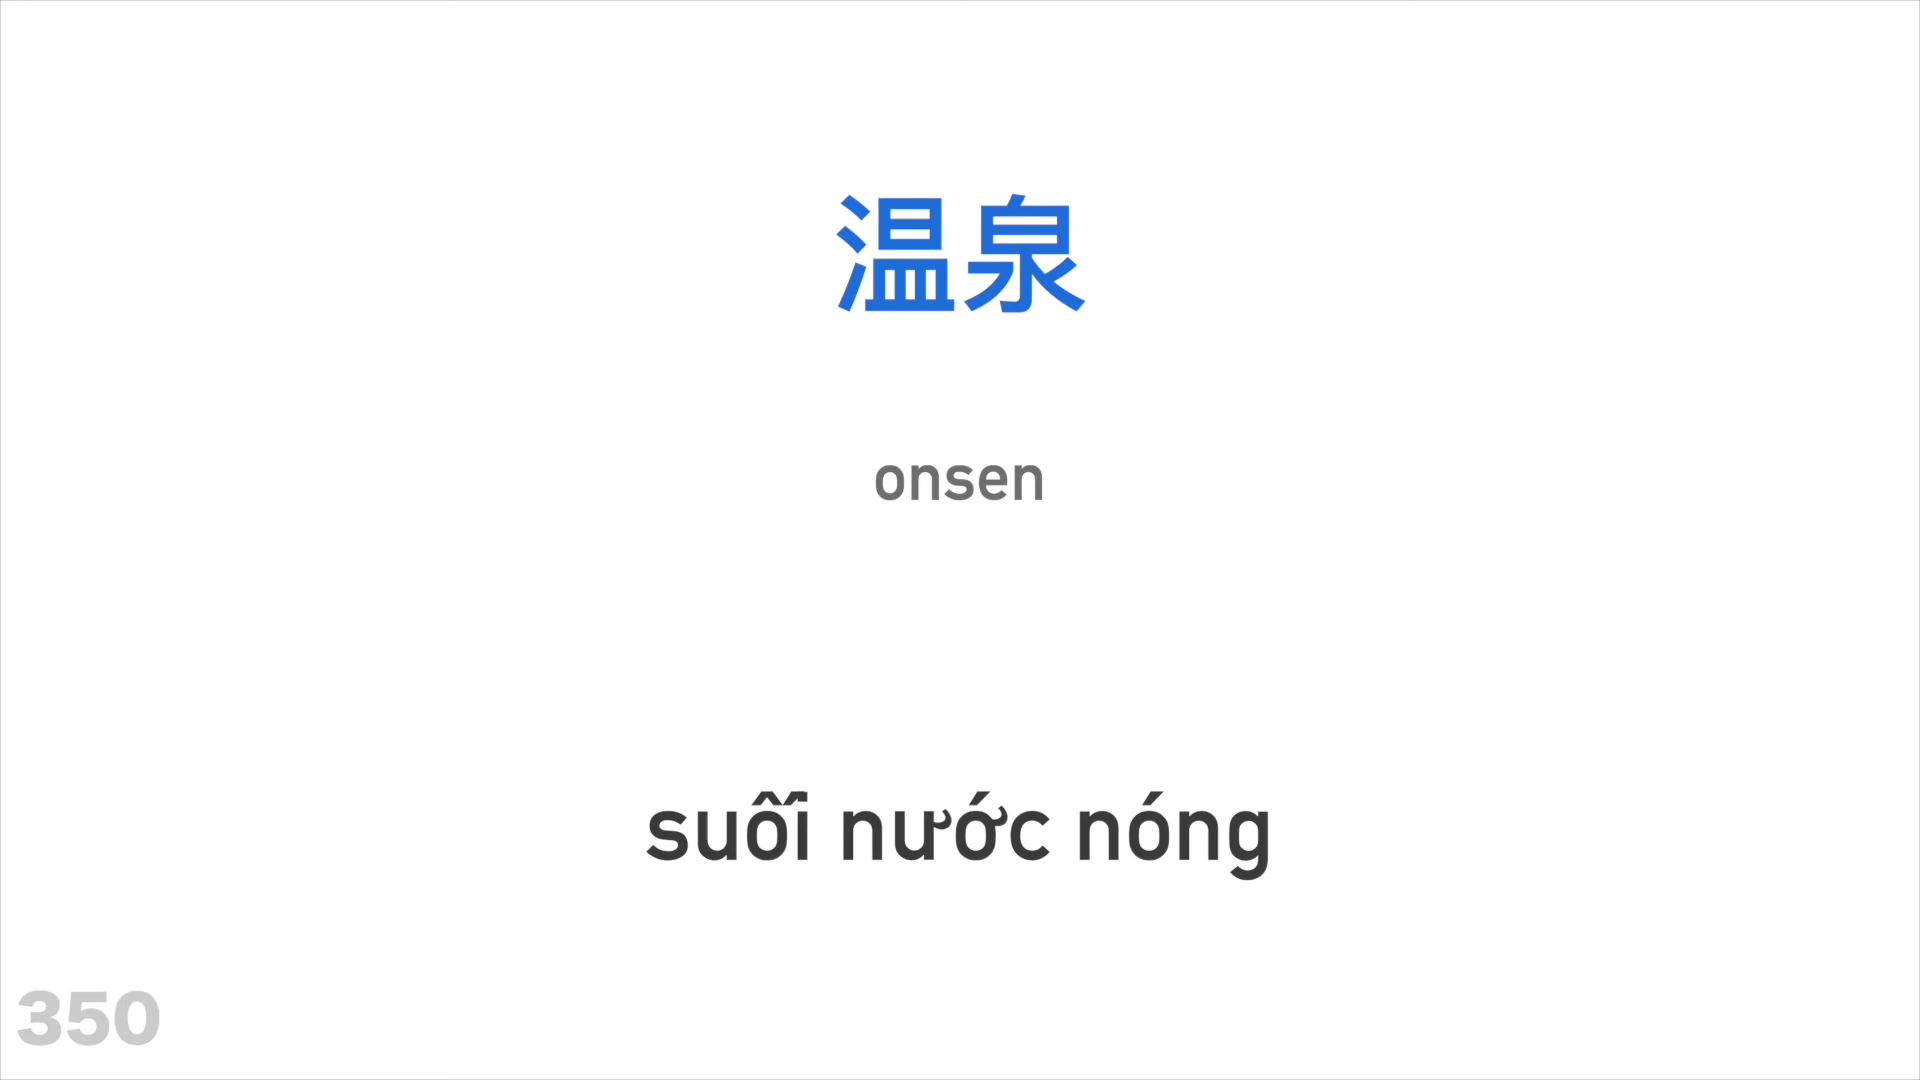 温泉
onsen
suối nước nóng
350